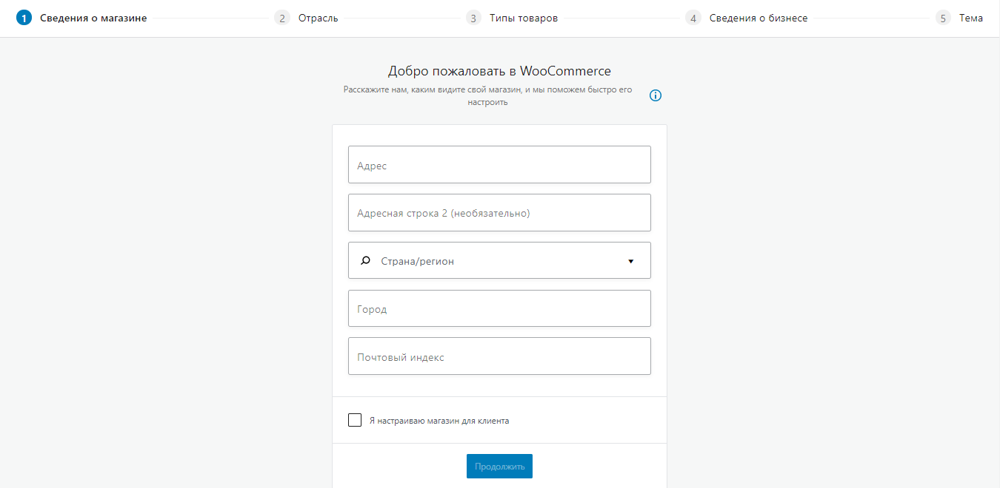 1 Сведения о магазине 2 Отрасль 3 Типы товаров 4 Сведения о бизнесе 5 Тема
Добро пожаловать в WooCommerce
Расскажите нам, каким видите свой магазин, и мы поможем быстро его
настроить
Адрес
Адресная строка 2 (необязательно)
Страна/регион
Город
Почтовый индекс
Я настраиваю магазин для клиента
Продолжить